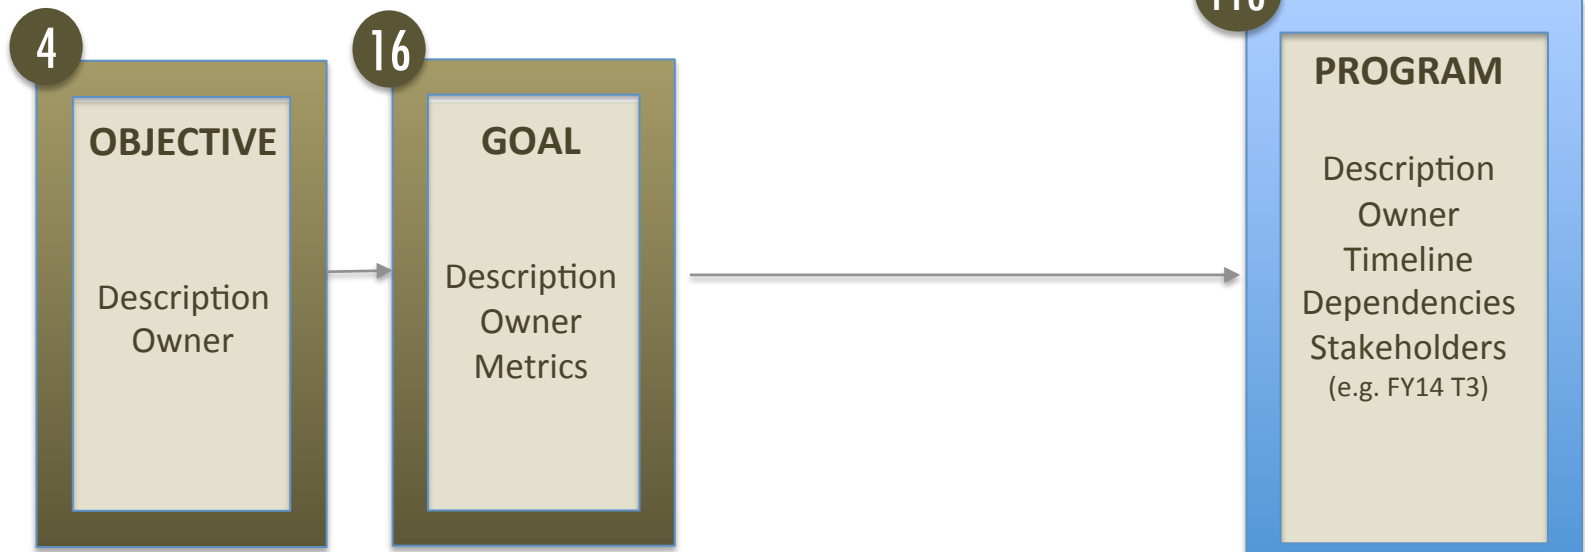 4
OBJECTIVE
Description
Owner
16
GOAL
Description
Owner
Metrics
PROGRAM
Description
Owner
Timeline
Dependencies
Stakeholders
(e.g. FY14 T3)